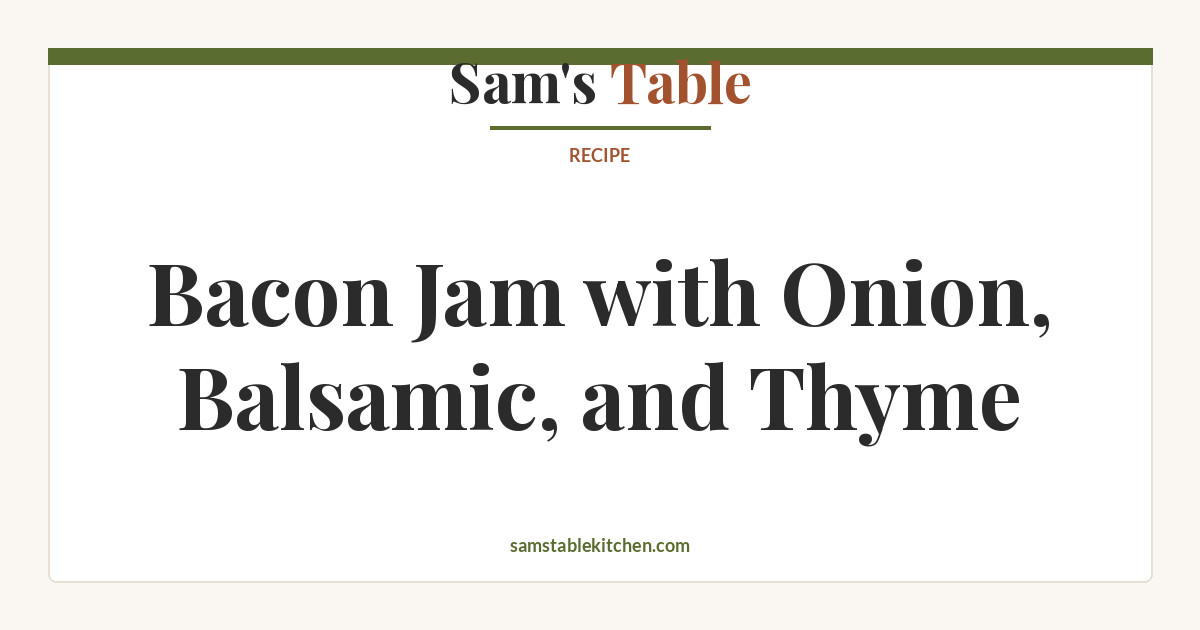 Sam's Table
RECIPE
Bacon Jam with Onion,
Balsamic, and Thyme
samstablekitchen.com